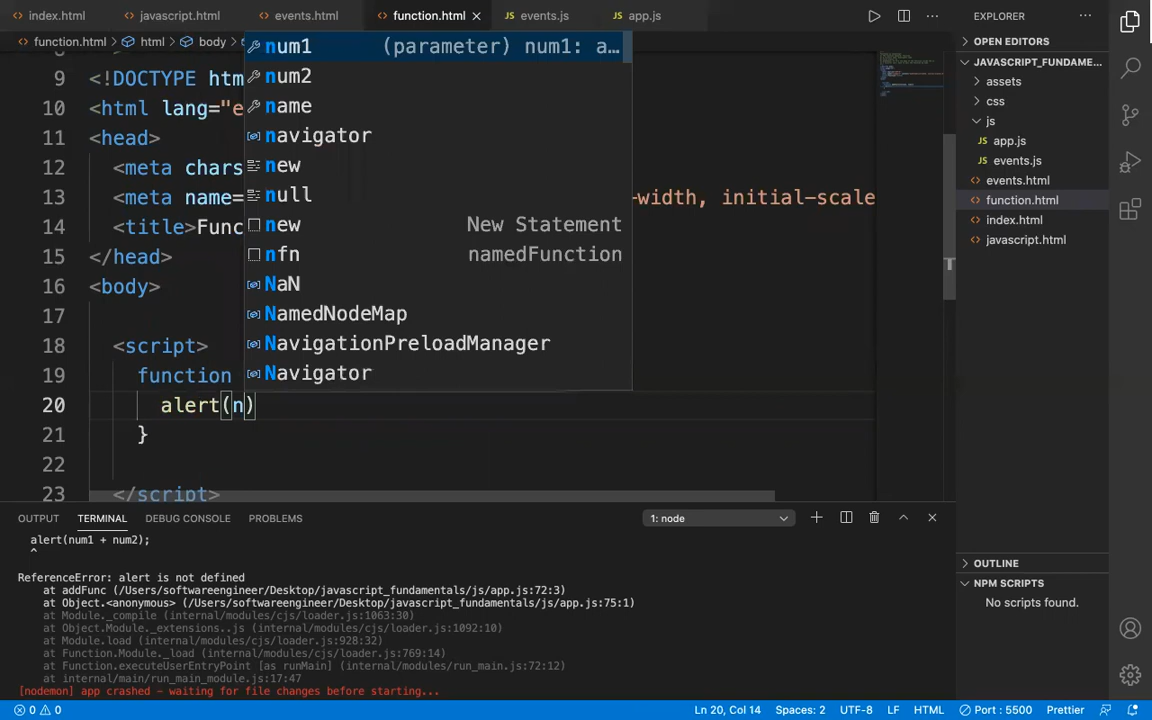 index.html javascript.html events.html function.html events.js app.js EXPLORER
function.html html body
OPEN EDITORS
JAVASCRIPT_FUNDAME...
assets
css
js
app.js
events.js
events.html
function.html
index.html
javascript.html
num1 (parameter) num1: a...
num2
name
navigator
new
null
new New Statement
nfn namedFunction
NaN
NamedNodeMap
NavigationPreloadManager
Navigator
9 <!DOCTYPE htm
10 <html lang="e
11 <head>
12 <meta chars
13 <meta name= -width, initial-scale
14 <title>Func
15 </head>
16 <body>
17
18 <script>
19 function
20 alert(n)
21 }
22
23 </script>
OUTPUT TERMINAL DEBUG CONSOLE PROBLEMS 1: node
alert(num1 + num2);
^
ReferenceError: alert is not defined
at addFunc (/Users/softwareengineer/Desktop/javascript_fundamentals/js/app.js:72:3)
at Object.<anonymous> (/Users/softwareengineer/Desktop/javascript_fundamentals/js/app.js:75:1)
at Module._compile (internal/modules/cjs/loader.js:1063:30)
at Object.Module._extensions..js (internal/modules/cjs/loader.js:1092:10)
at Module.load (internal/modules/cjs/loader.js:928:32)
at Function.Module._load (internal/modules/cjs/loader.js:769:14)
at Function.executeUserEntryPoint [as runMain] (internal/modules/run_main.js:72:12)
at internal/main/run_main_module.js:17:47
[nodemon] app crashed - waiting for file changes before starting...
OUTLINE
NPM SCRIPTS
No scripts found.
0 0 Ln 20, Col 14 Spaces: 2 UTF-8 LF HTML Port : 5500 Prettier